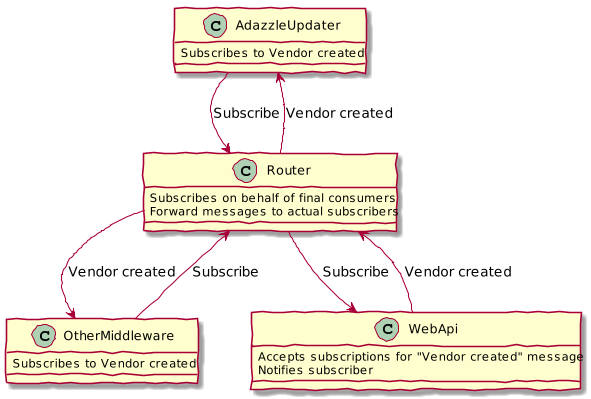 C AdazzleUpdater
Subscribes to Vendor created
Subscribe
Vendor created
C Router
Subscribes on behalf of final consumers
Forward messages to actual subscribers
Vendor created
Subscribe
Subscribe
Vendor created
C OtherMiddleware
Subscribes to Vendor created
C WebApi
Accepts subscriptions for "Vendor created" message
Notifies subscriber